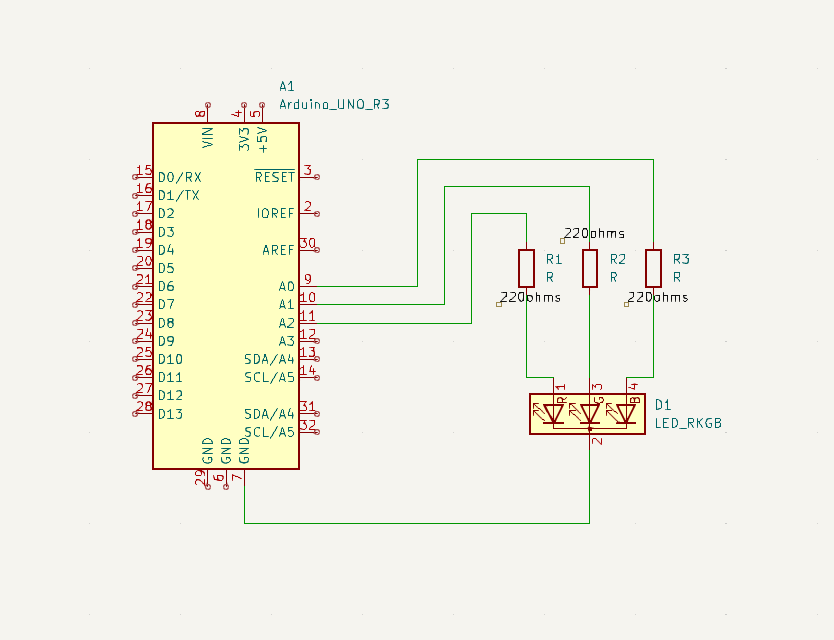 A1
Arduino_UNO_R3
8
4
5
VIN
3V3
+5V
15
D0/RX
RESET
3
16
D1/TX
17
D2
IOREF
2
18
D3
19
D4
AREF
30
20
D5
21
D6
A0
9
22
D7
A1
10
23
D8
A2
11
24
D9
A3
12
25
D10
SDA/A4
13
26
D11
SCL/A5
14
27
D12
28
D13
SDA/A4
31
SCL/A5
32
GND
GND
GND
29
6
7
220ohms
R1
R
R2
R
R3
R
220ohms
220ohms
1
3
4
R
G
B
D1
LED_RKGB
2